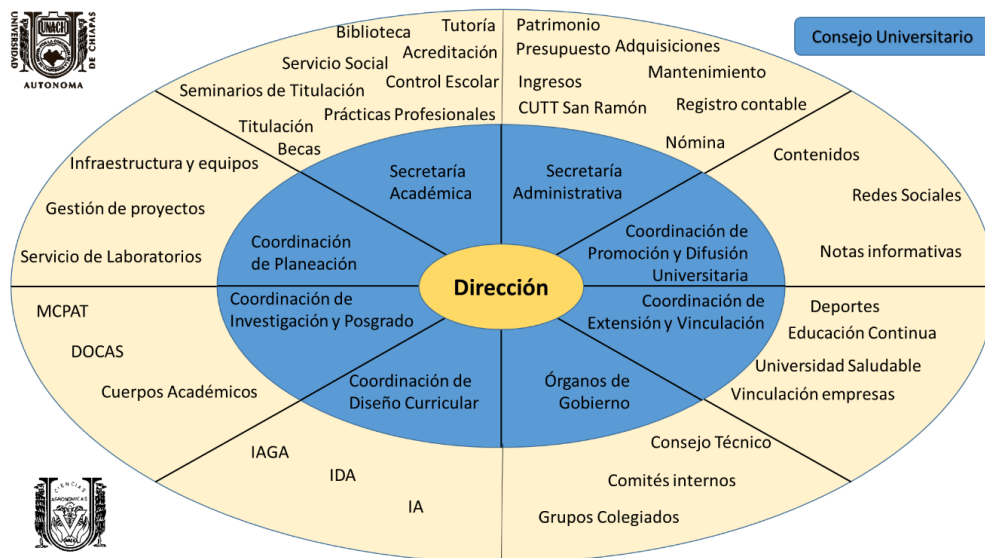 UNIVERSIDAD
UNACH
DE CHIAPAS
AUTONOMA
Consejo Universitario
Biblioteca
Tutoría
Acreditación
Servicio Social
Control Escolar
Seminarios de Titulación
Prácticas Profesionales
Titulación
Becas
Patrimonio
Presupuesto
Adquisiciones
Mantenimiento
Ingresos
CUTT San Ramón
Registro contable
Nómina
Infraestructura y equipos
Gestión de proyectos
Servicio de Laboratorios
Contenidos
Redes Sociales
Notas informativas
Secretaría
Académica
Secretaría
Administrativa
Coordinación
de Planeación
Coordinación de
Promoción y Difusión
Universitaria
Dirección
Coordinación de
Investigación y Posgrado
Coordinación de
Extensión y Vinculación
Coordinación de
Diseño Curricular
Órganos de
Gobierno
MCPAT
DOCAS
Cuerpos Académicos
Deportes
Educación Continua
Universidad Saludable
Vinculación empresas
IAGA
IDA
IA
Consejo Técnico
Comités internos
Grupos Colegiados
CIENCIAS
AGRONOMICAS